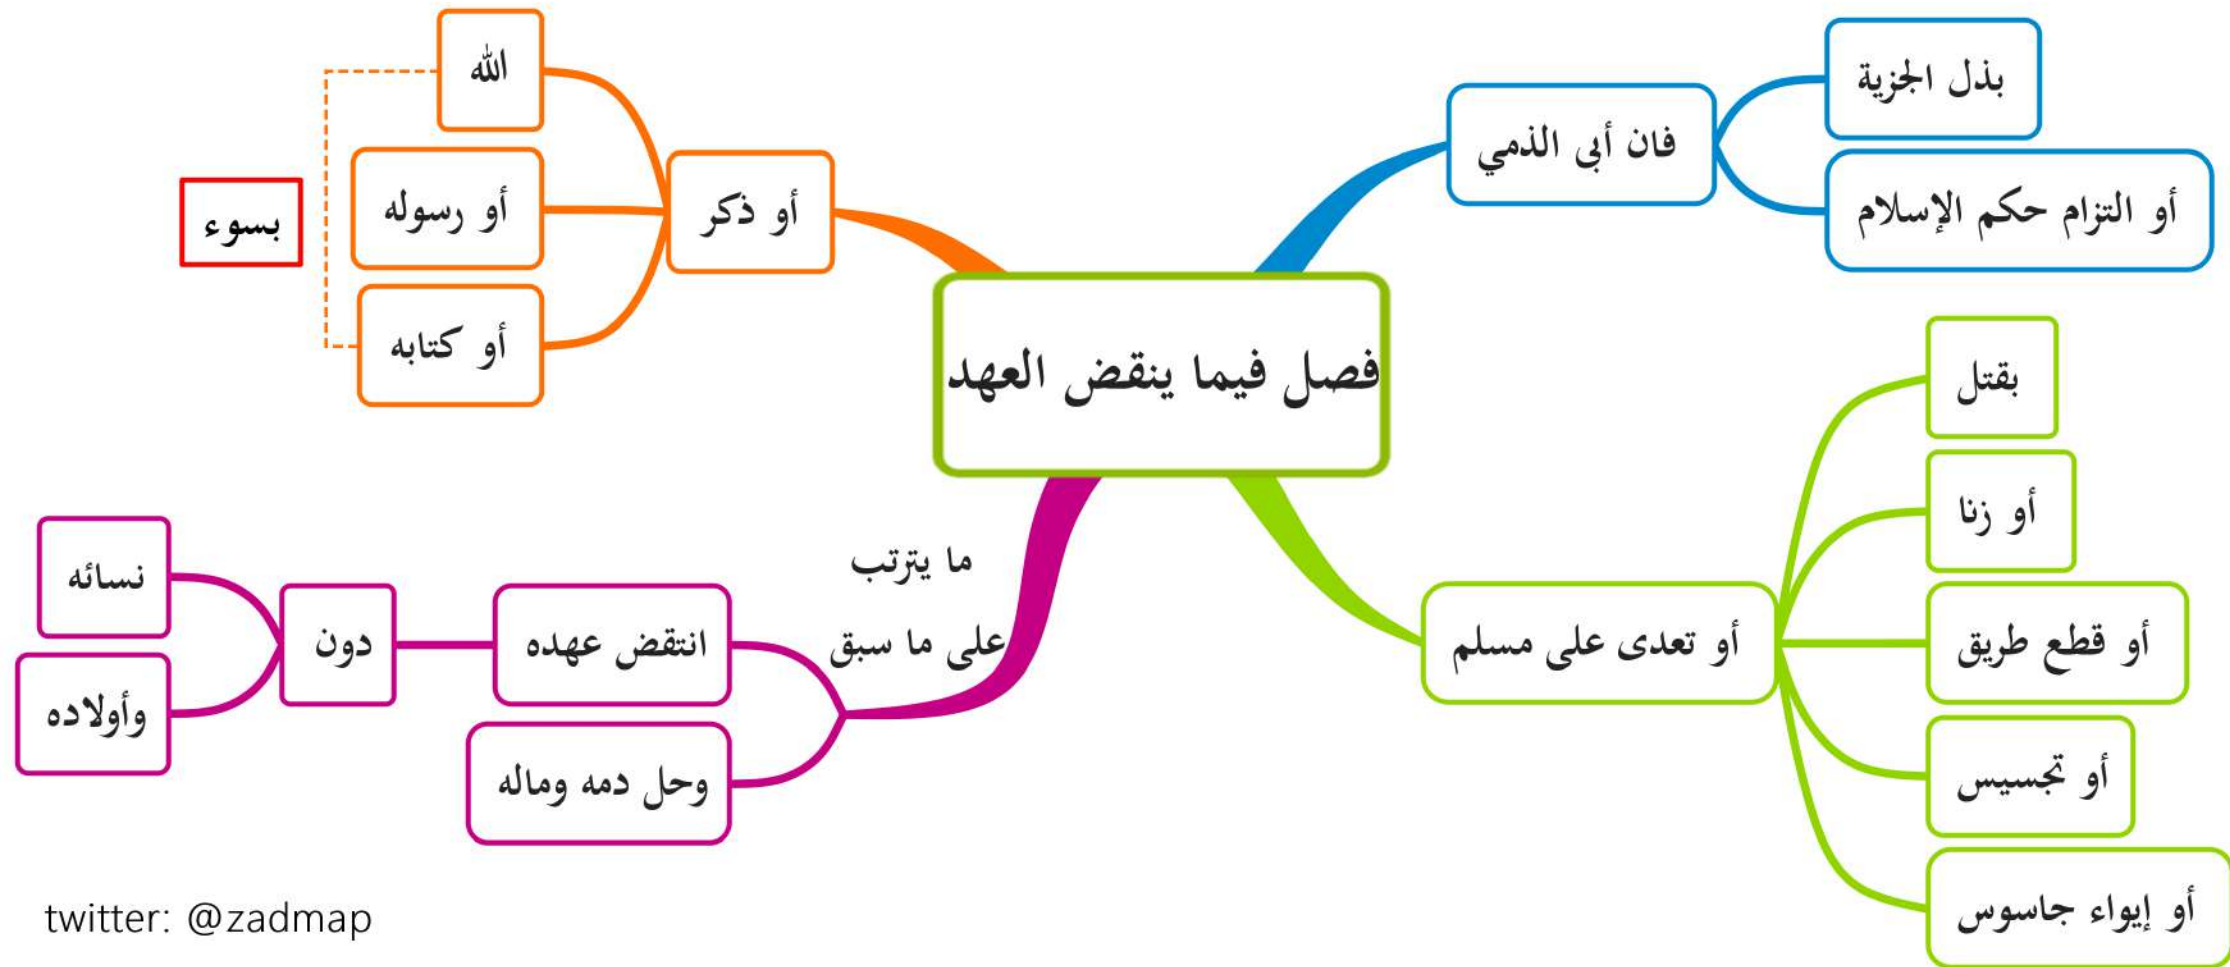 فصل فيما ينقض العهد
فان أبى الذمي
بذل الجزية
أو التزام حكم الإسلام
أو تعدى على مسلم
بقتل
أو زنا
أو قطع طريق
أو تجسيس
أو إيواء جاسوس
أو ذكر
الله
أو رسوله
أو كتابه
بسوء
ما يترتب
على ما سبق
انتقض عهده
دون
نسائه
وأولاده
وحل دمه وماله
twitter: @zadmap